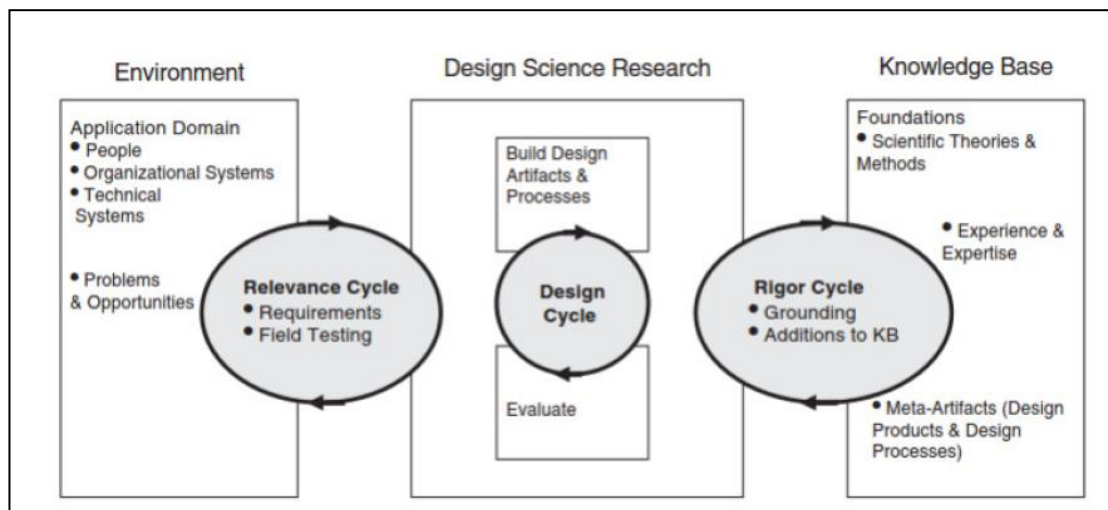 Environment
Application Domain
• People
• Organizational Systems
• Technical
Systems
• Problems
& Opportunities
Relevance Cycle
• Requirements
• Field Testing
Design Science Research
Build Design
Artifacts &
Processes
Design
Cycle
Evaluate
Rigor Cycle
• Grounding
• Additions to KB
Knowledge Base
Foundations
• Scientific Theories &
Methods
• Experience &
Expertise
• Meta-Artifacts (Design
Products & Design
Processes)